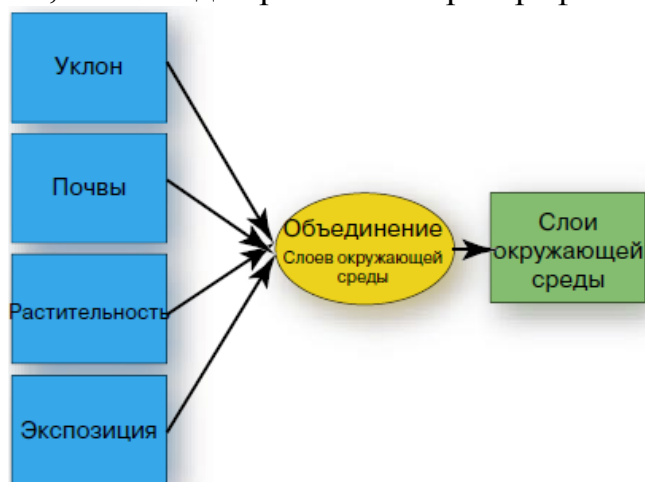 Уклон
Почвы
Растительность
Экспозиция
Объединение
Слоев окружающей
среды
Слои
окружающей
среды